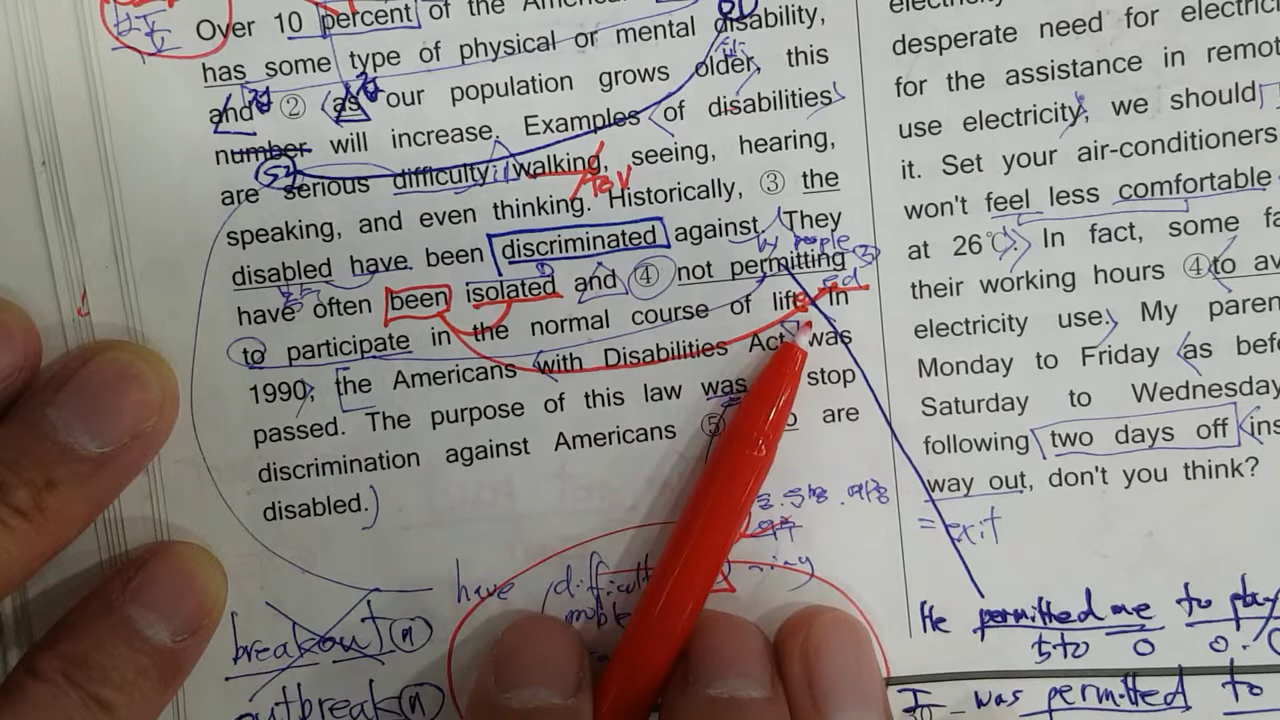 Over 10 percent of the Americ
has some type of physical or mental disability,
and ② as our population grows older, this
number will increase. Examples of disabilities
are serious difficulty walking, seeing, hearing,
to V
speaking, and even thinking. Historically, ③ the
disabled have been discriminated against. They
by people
have often been isolated and ④ not permitting
ed
to participate in the normal course of life. In
1990, the Americans with Disabilities Act was
passed. The purpose of this law was stop
discrimination against Americans ⑤ are
disabled.
have difficult ing
mobile
breakout (n)
outbreak (n)
desperate need for electric
for the assistance in remot
use electricity, we should
it. Set your air-conditioners
won't feel less comfortable
at 26℃. In fact, some fa
their working hours ④ to av
electricity use. My paren
Monday to Friday as befo
Saturday to Wednesday
following two days off ins
way out, don't you think?
= exit
He permitted me to play
I was permitted to